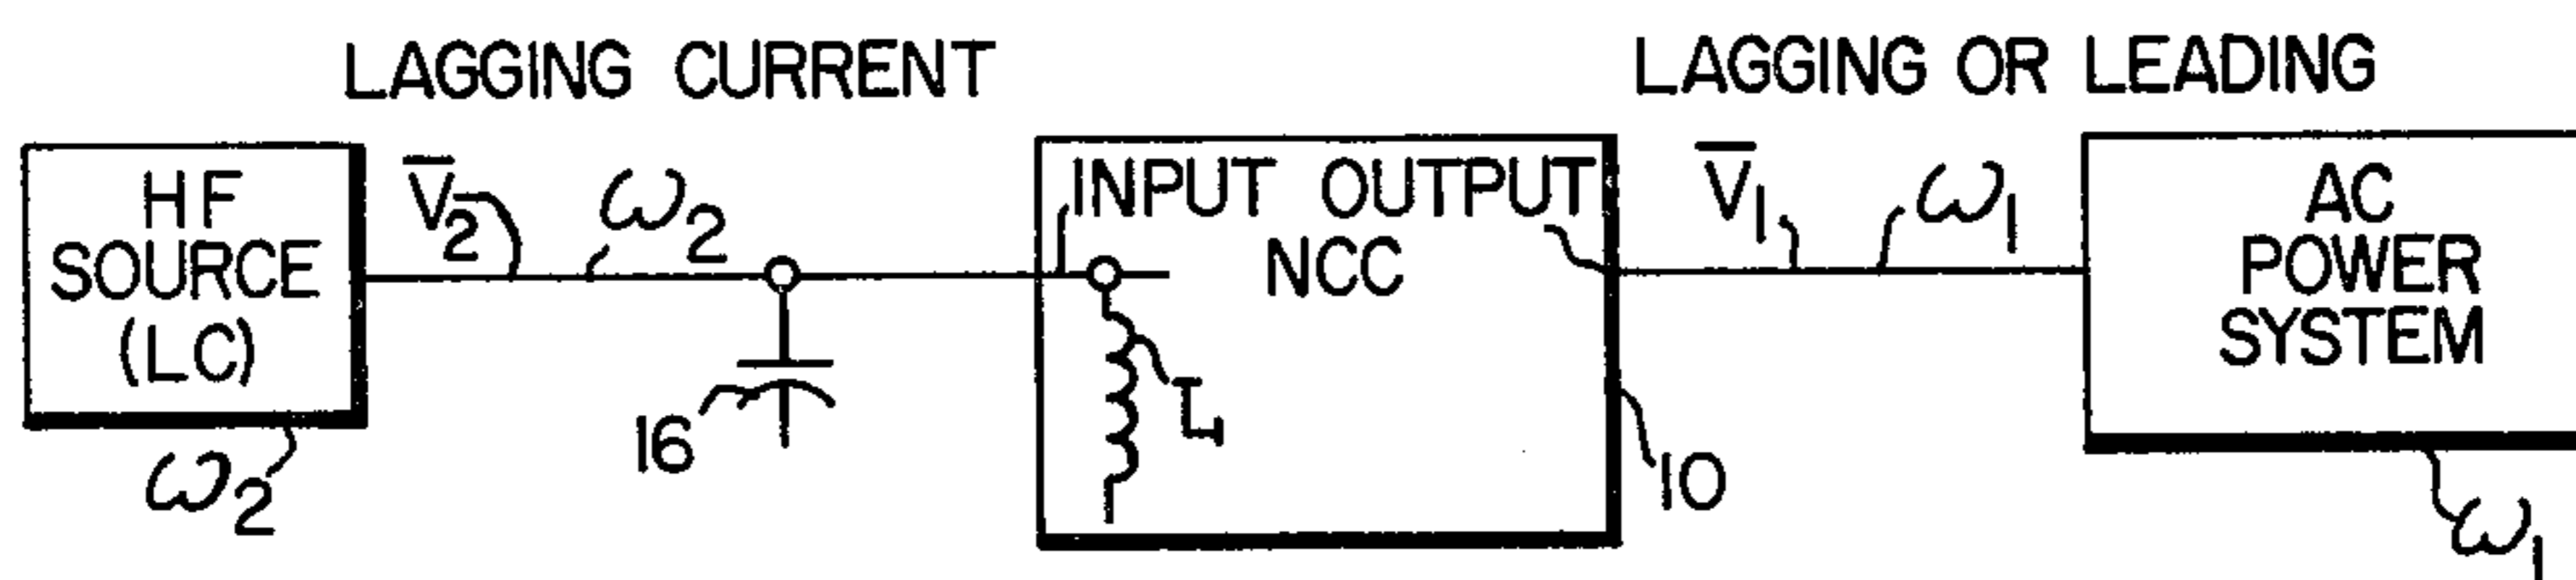 LAGGING CURRENT
LAGGING OR LEADING
HF
SOURCE
(LC)
V̅2
ω2
INPUT OUTPUT
NCC
V̅1
ω1
AC
POWER
SYSTEM
16
L
10
ω2
ω1